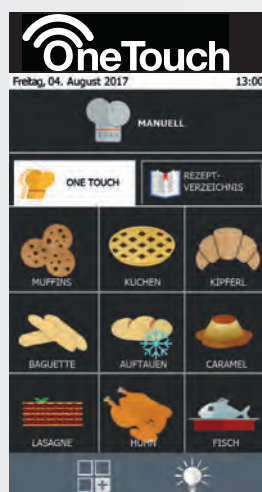 OneTouch
Freitag, 04. August 2017 13:00
MANUELL
ONE TOUCH
REZEPT-
VERZEICHNIS
MUFFINS KUCHEN KIPFERL
BAGUETTE AUFTAUEN CARAMEL
LASAGNE HUHN FISCH